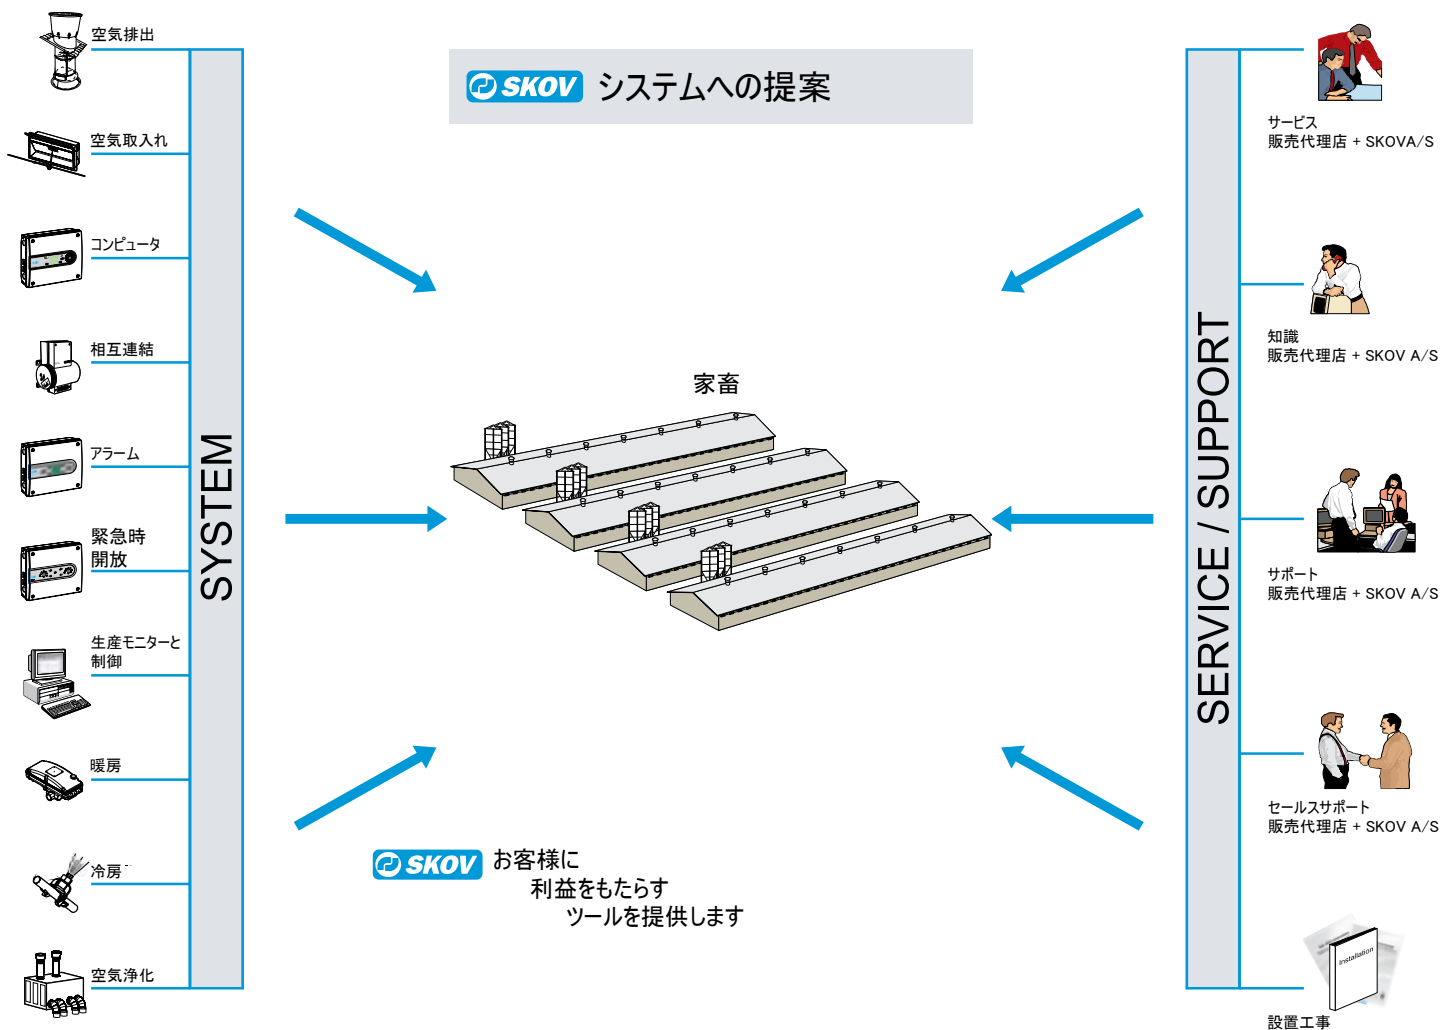 SKOV システムへの提案
空気排出
空気取入れ
コンピュータ
相互連結
アラーム
緊急時
開放
生産モニターと
制御
暖房
冷房
空気浄化
SYSTEM
家畜
SKOV お客様に
利益をもたらす
ツールを提供します
SERVICE / SUPPORT
サービス
販売代理店 + SKOVA/S
知識
販売代理店 + SKOV A/S
サポート
販売代理店 + SKOV A/S
セールスサポート
販売代理店 + SKOV A/S
Installation
設置工事